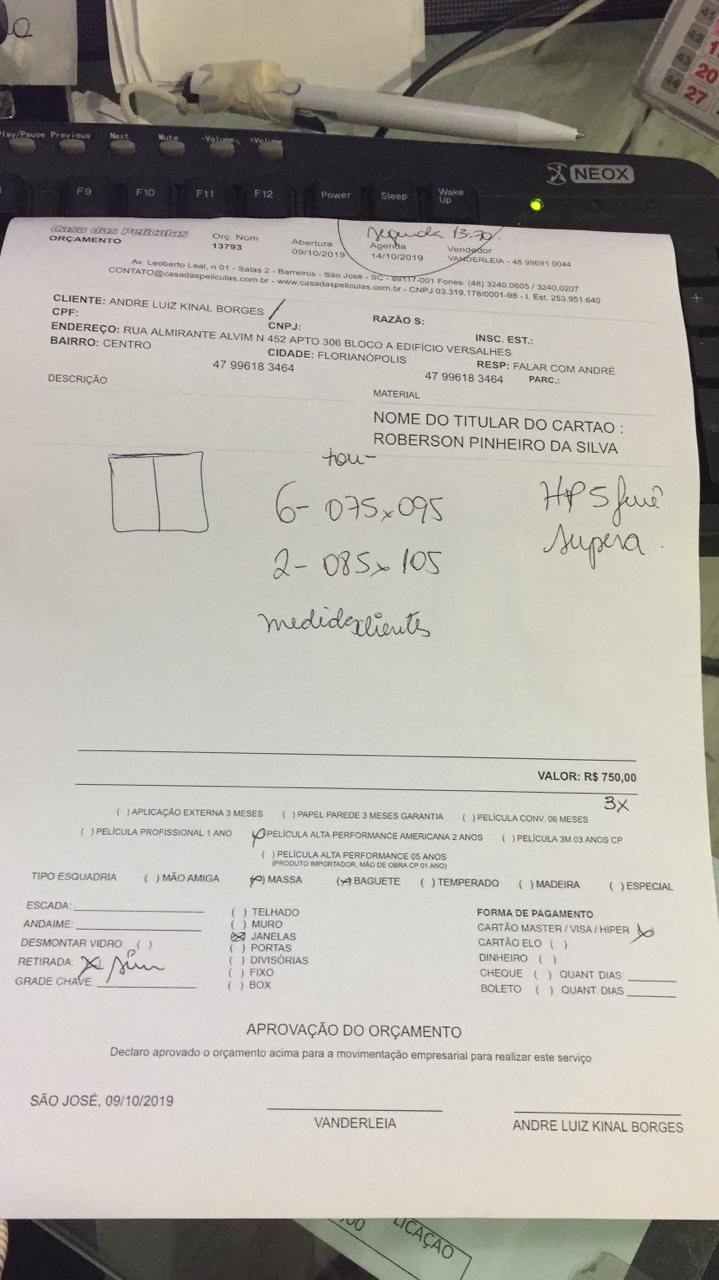 Play/Pause Previous Next Mute -Volume +Volume
NEOX
F9 F10 F11 F12 Power Sleep Wake Up
41
42
43 20
44 27
Casa das Películas
ORÇAMENTO
Orç. Núm
13793
Abertura
09/10/2019
Segunda 13:30
Agenda
14/10/2019
Vendedor
VANDERLEIA - 48 99691 0044
Av. Leoberto Leal, n 01 - Salas 2 - Barreiros - São José - SC - 88117-001 Fones: (48) 3240.0605 / 3240.0207
CONTATO@casadaspeliculas.com.br - www.casadaspeliculas.com.br - CNPJ 03.319.178/0001-98 - I. Est. 253.951.640
CLIENTE: ANDRE LUIZ KINAL BORGES
CPF: CNPJ: RAZÃO S: INSC. EST.:
ENDEREÇO: RUA ALMIRANTE ALVIM N 452 APTO 306 BLOCO A EDIFÍCIO VERSALHES
BAIRRO: CENTRO CIDADE: FLORIANÓPOLIS RESP: FALAR COM ANDRÉ
47 99618 3464 47 99618 3464 PARC.:
DESCRIÇÃO MATERIAL
NOME DO TITULAR DO CARTAO :
ROBERSON PINHEIRO DA SILVA
6- 075x095
2- 085x105
HP 5
supera
VALOR: R$ 750,00
3x
( ) APLICAÇÃO EXTERNA 3 MESES ( ) PAPEL PAREDE 3 MESES GARANTIA ( ) PELÍCULA CONV. 06 MESES
( ) PELÍCULA PROFISSIONAL 1 ANO ( ) PELÍCULA ALTA PERFORMANCE AMERICANA 2 ANOS ( ) PELÍCULA 3M 03 ANOS CP
( ) PELÍCULA ALTA PERFORMANCE 05 ANOS
(PRODUTO IMPORTADOR, MÃO DE OBRA CP 01 ANO)
TIPO ESQUADRIA ( ) MÃO AMIGA (x) MASSA (x) BAGUETE ( ) TEMPERADO ( ) MADEIRA ( ) ESPECIAL
ESCADA:
ANDAIME:
DESMONTAR VIDRO: ( )
RETIRADA: x sim
GRADE CHAVE:
( ) TELHADO
( ) MURO
(x) JANELAS
( ) PORTAS
( ) DIVISÓRIAS
( ) FIXO
( ) BOX
FORMA DE PAGAMENTO
CARTÃO MASTER / VISA / HIPER (x)
CARTÃO ELO ( )
DINHEIRO ( )
CHEQUE ( ) QUANT. DIAS:
BOLETO ( ) QUANT. DIAS
APROVAÇÃO DO ORÇAMENTO
Declaro aprovado o orçamento acima para a movimentação empresarial para realizar este serviço
SÃO JOSÉ, 09/10/2019
VANDERLEIA
ANDRE LUIZ KINAL BORGES